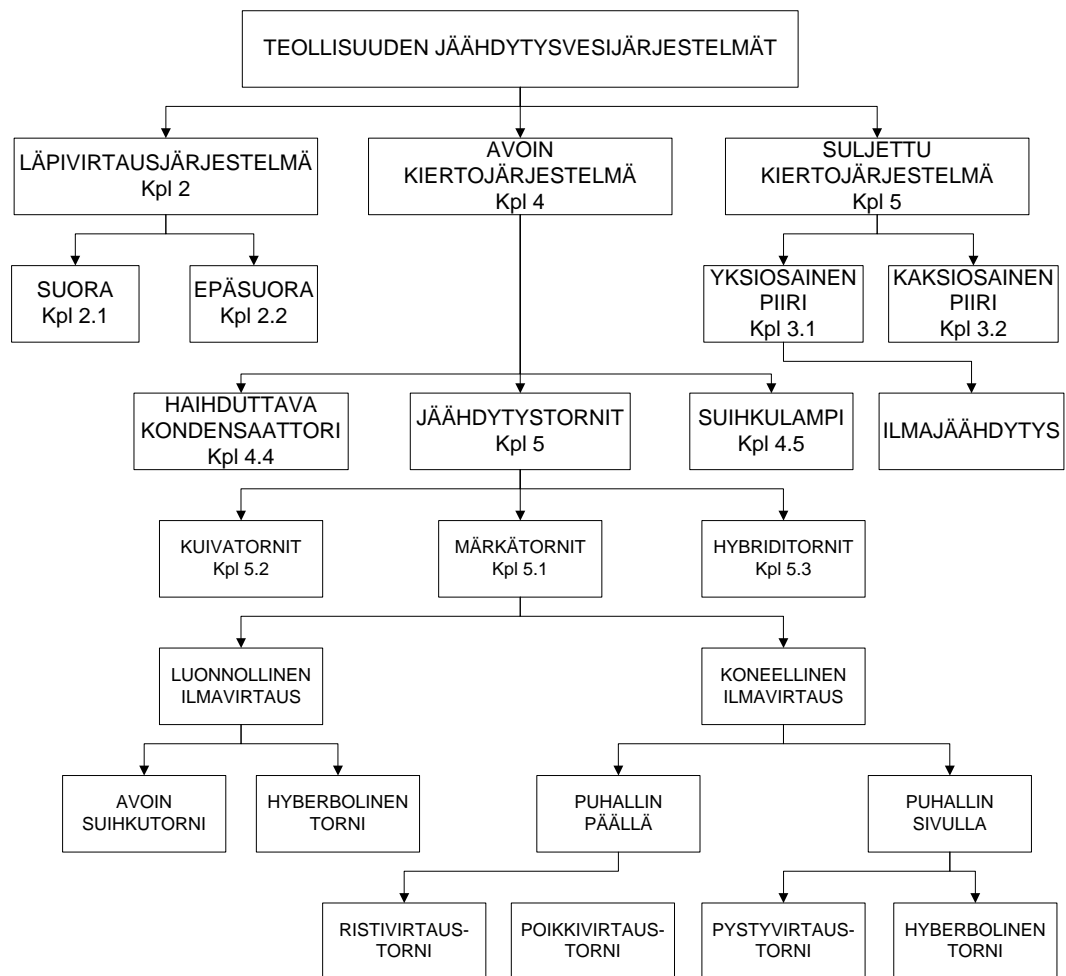 TEOLLISUUDEN JÄÄHDYTYSVESIJÄRJESTELMÄT
LÄPIVIRTAUSJÄRJESTELMÄ
Kpl 2
AVOIN
KIERTOJÄRJESTELMÄ
Kpl 4
SULJETTU
KIERTOJÄRJESTELMÄ
Kpl 5
SUORA
Kpl 2.1
EPÄSUORA
Kpl 2.2
YKSIOSAINEN
PIIRI
Kpl 3.1
KAKSIOSAINEN
PIIRI
Kpl 3.2
HAIHDUTTAVA
KONDENSAATTORI
Kpl 4.4
JÄÄHDYTYSTORNIT
Kpl 5
SUIHKULAMPI
Kpl 4.5
ILMAJÄÄHDYTYS
KUIVATORNIT
Kpl 5.2
MÄRKÄTORNIT
Kpl 5.1
HYBRIDITORNIT
Kpl 5.3
LUONNOLLINEN
ILMAVIRTAUS
KONEELLINEN
ILMAVIRTAUS
AVOIN
SUIHKUTORNI
HYBERBOLINEN
TORNI
PUHALLIN
PÄÄLLÄ
PUHALLIN
SIVULLA
RISTIVIRTAUS-
TORNI
POIKKIVIRTAUS-
TORNI
PYSTYVIRTAUS-
TORNI
HYBERBOLINEN
TORNI